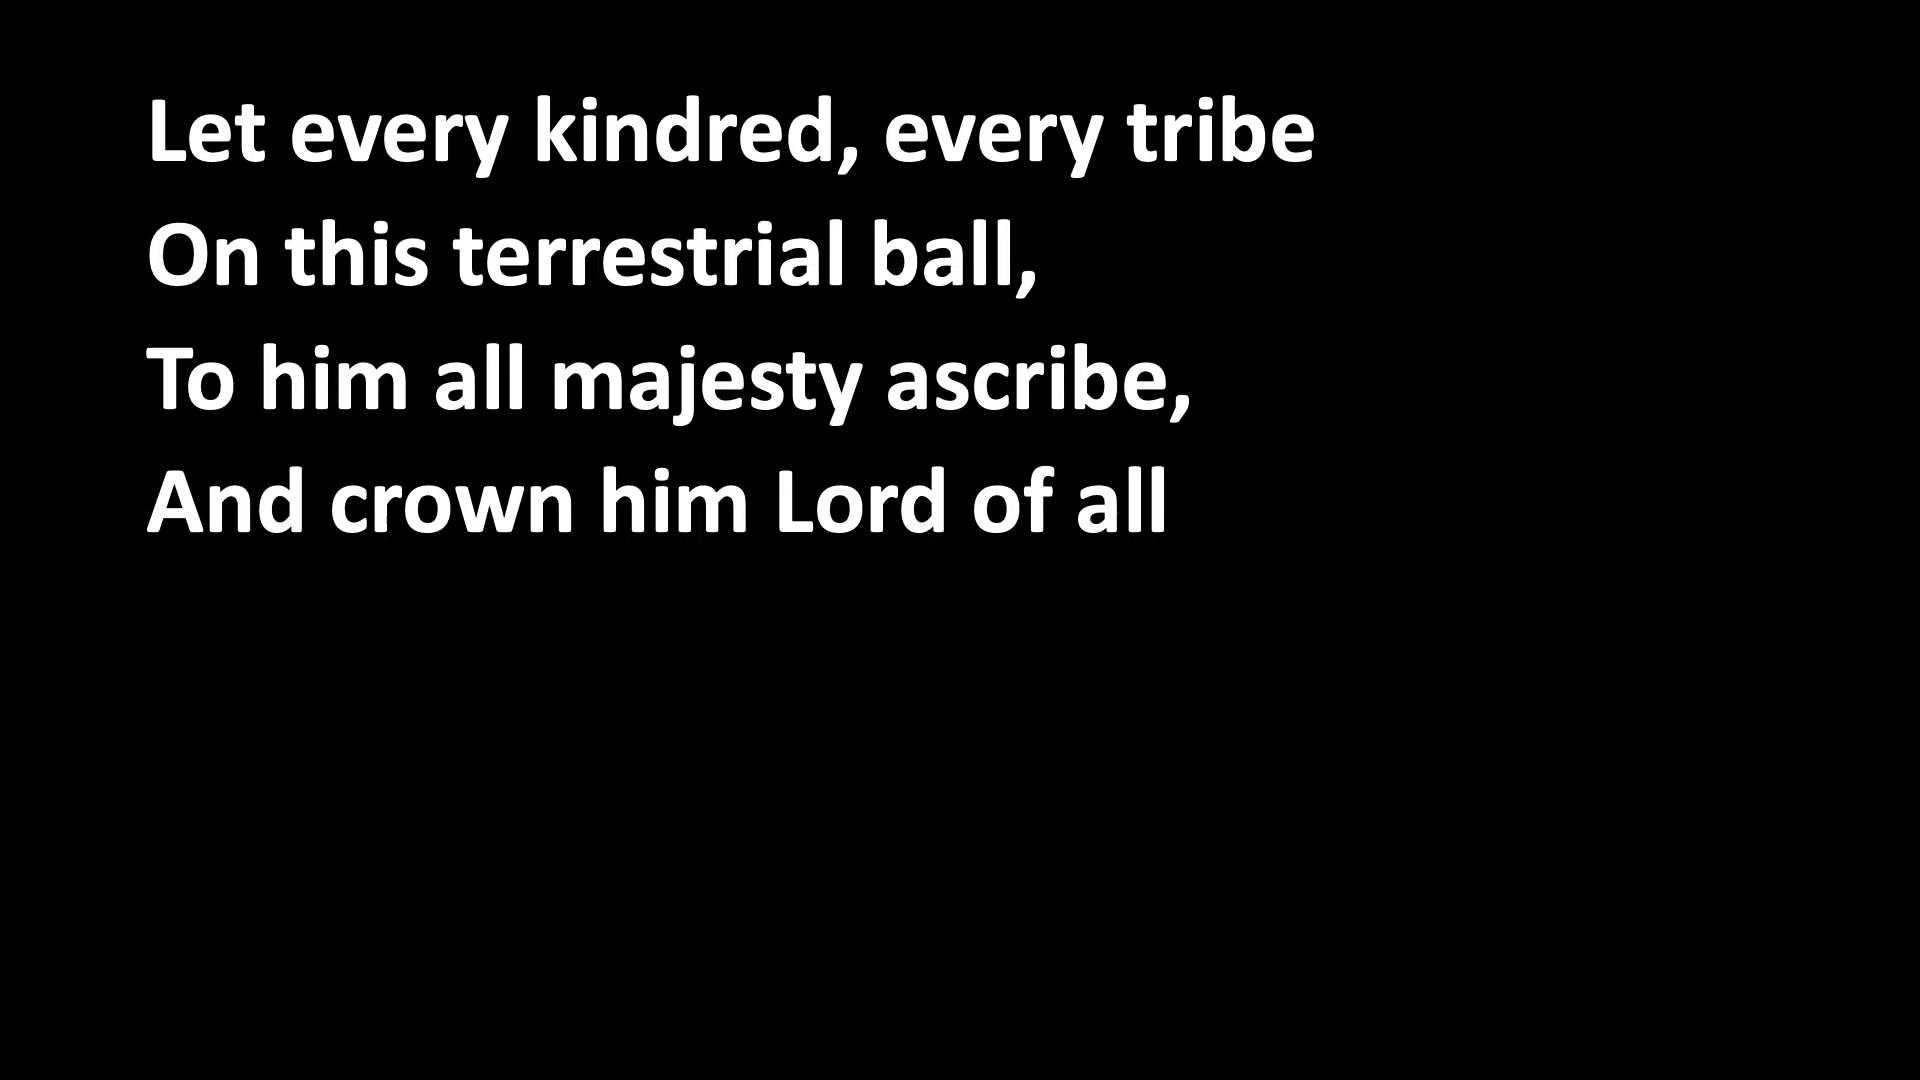 Let every kindred, every tribe
On this terrestrial ball,
To him all majesty ascribe,
And crown him Lord of all